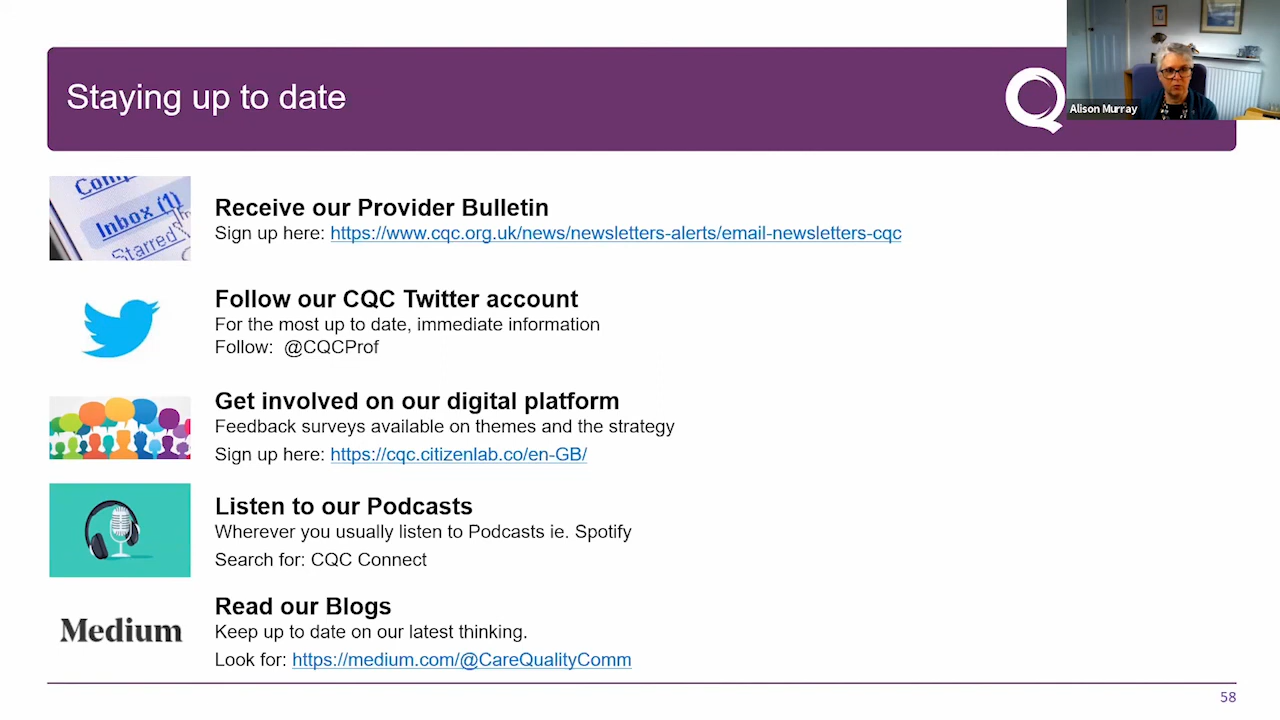 Staying up to date
Alison Murray
Comp
Inbox (1)
Starred
Receive our Provider Bulletin
Sign up here: https://www.cqc.org.uk/news/newsletters-alerts/email-newsletters-cqc
Follow our CQC Twitter account
For the most up to date, immediate information
Follow: @CQCProf
Get involved on our digital platform
Feedback surveys available on themes and the strategy
Sign up here: https://cqc.citizenlab.co/en-GB/
Listen to our Podcasts
Wherever you usually listen to Podcasts ie. Spotify
Search for: CQC Connect
Medium
Read our Blogs
Keep up to date on our latest thinking.
Look for: https://medium.com/@CareQualityComm
58